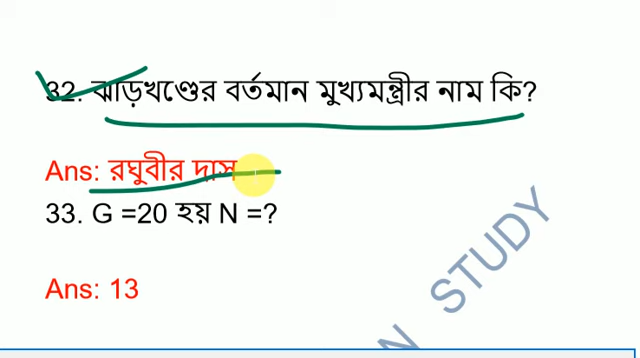 32. ঝাড়খণ্ডের বর্তমান মুখ্যমন্ত্রীর নাম কি?
Ans: রঘুবীর দাস
33. G =20 হয় N =?
Ans: 13
N STUDY